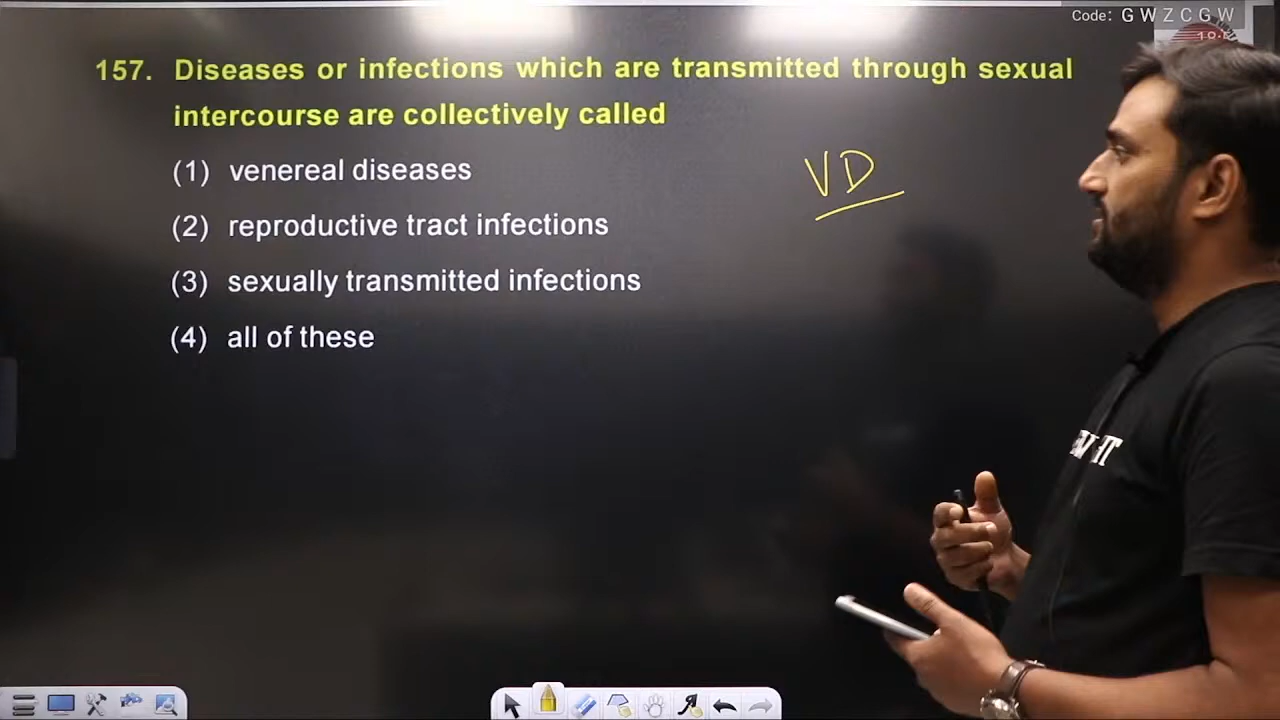 Code: G W Z C G W
157. Diseases or infections which are transmitted through sexual
intercourse are collectively called
(1) venereal diseases
(2) reproductive tract infections
(3) sexually transmitted infections
(4) all of these
VD